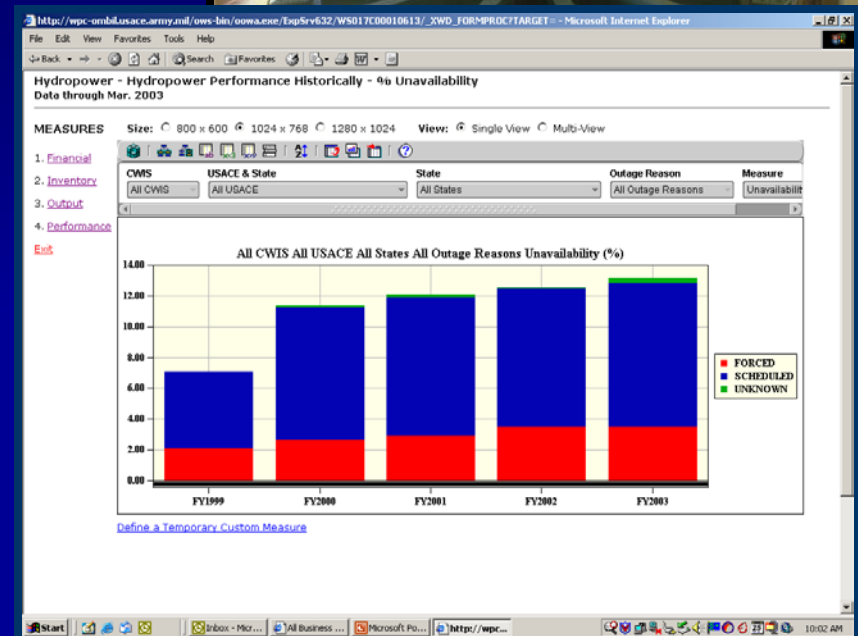 http://wpc-ombil.usace.army.mil/ows-bin/oowa.exe/ExpSrv632/WS017C00010613/_XWD_FORMPROC?TARGET= - Microsoft Internet Explorer
File Edit View Favorites Tools Help
Back Search Favorites
Hydropower - Hydropower Performance Historically - % Unavailability
Data through Mar. 2003
MEASURES Size: 800 x 600 1024 x 768 1280 x 1024 View: Single View Multi-View
1. Financial
2. Inventory
3. Output
4. Performance
Exit
CWIS USACE & State State Outage Reason Measure
All CWIS All USACE All States All Outage Reasons Unavailabilit
All CWIS All USACE All States All Outage Reasons Unavailability (%)
14.00
12.00
10.00
8.00
6.00
4.00
2.00
0.00
FY1999 FY2000 FY2001 FY2002 FY2003
FORCED
SCHEDULED
UNKNOWN
Define a Temporary Custom Measure
Start Inbox - Micr... All Business ... Microsoft Po... http://wpc... 10:02 AM